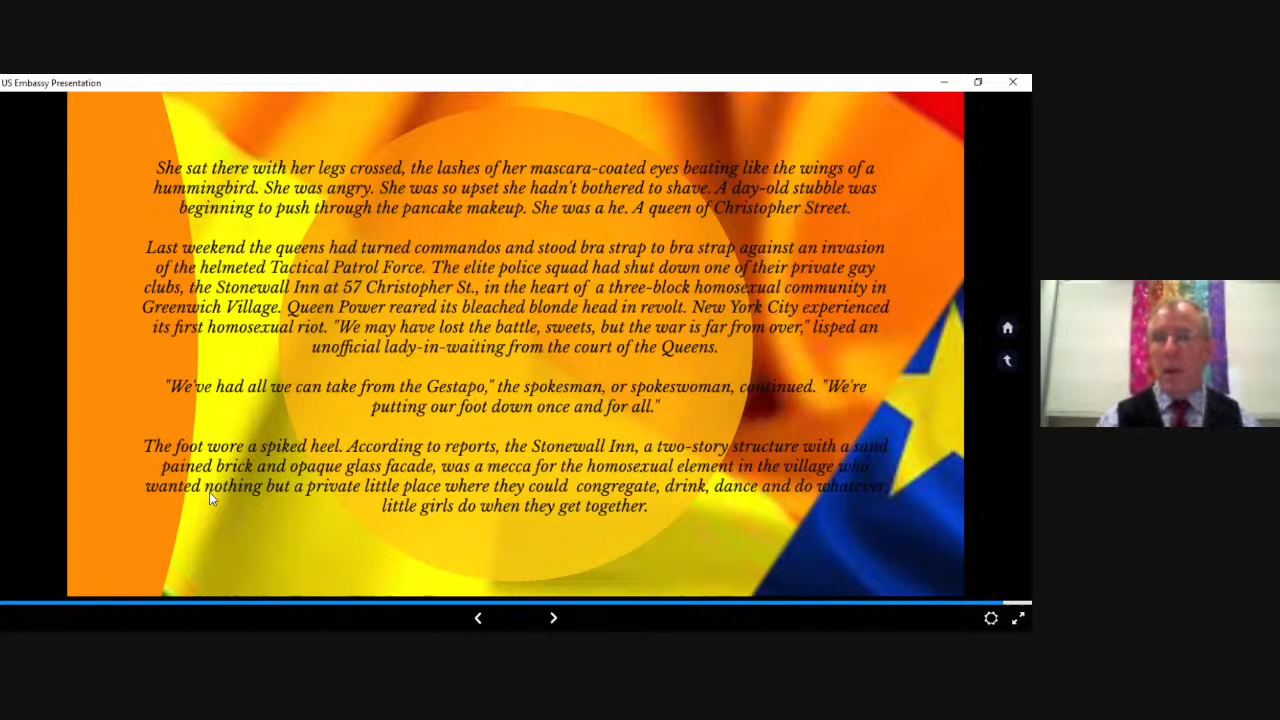 US Embassy Presentation
She sat there with her legs crossed, the lashes of her mascara-coated eyes beating like the wings of a
hummingbird. She was angry. She was so upset she hadn't bothered to shave. A day-old stubble was
beginning to push through the pancake makeup. She was a he. A queen of Christopher Street.
Last weekend the queens had turned commandos and stood bra strap to bra strap against an invasion
of the helmeted Tactical Patrol Force. The elite police squad had shut down one of their private gay
clubs, the Stonewall Inn at 57 Christopher St., in the heart of a three-block homosexual community in
Greenwich Village. Queen Power reared its bleached blonde head in revolt. New York City experienced
its first homosexual riot. "We may have lost the battle, sweets, but the war is far from over," lisped an
unofficial lady-in-waiting from the court of the Queens.
"We've had all we can take from the Gestapo," the spokesman, or spokeswoman, continued. "We're
putting our foot down once and for all."
The foot wore a spiked heel. According to reports, the Stonewall Inn, a two-story structure with a sand
pained brick and opaque glass facade, was a mecca for the homosexual element in the village who
wanted nothing but a private little place where they could congregate, drink, dance and do whatever
little girls do when they get together.